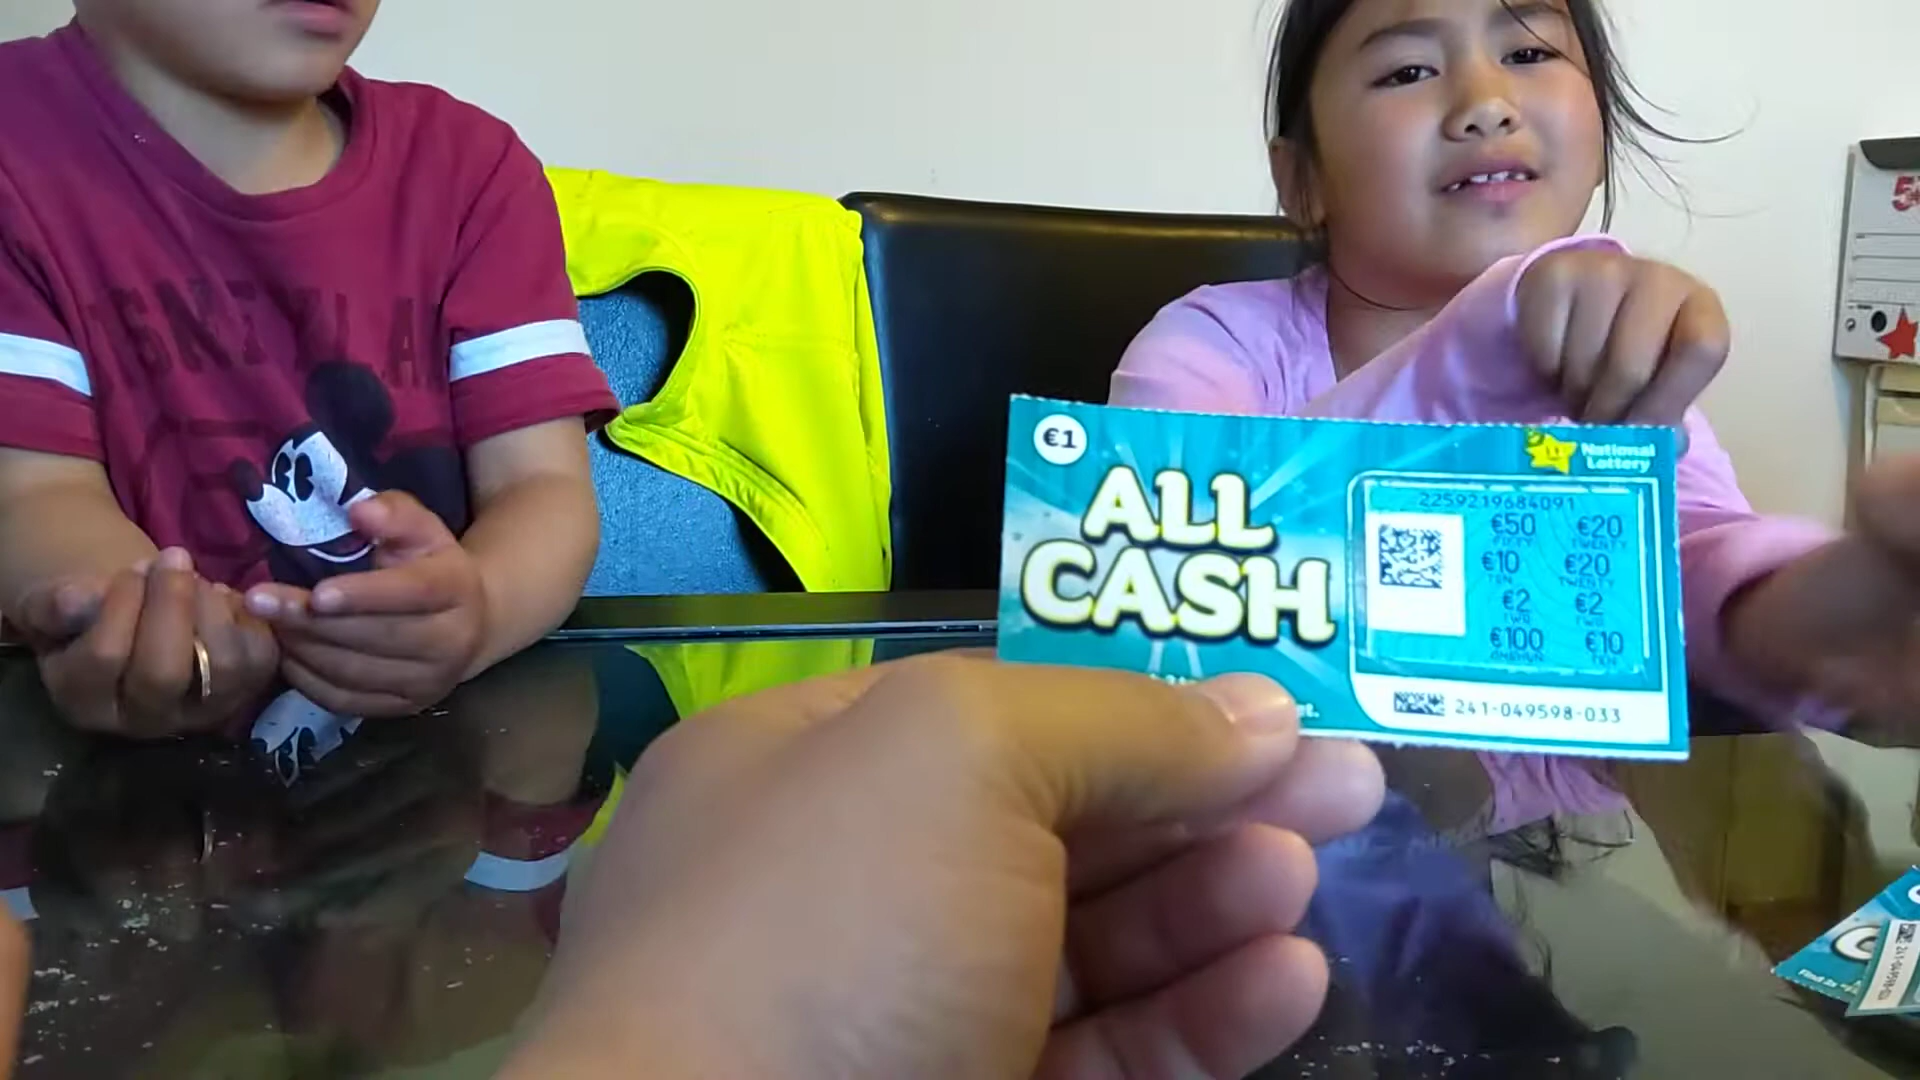 €1
ALL
CASH
National
Lottery
2259219684091
€50 €20
FIFTY TWENTY
€10 €20
TEN TWENTY
€2 €2
TWO TWO
€100 €10
ONEHUN TEN
241-049598-033